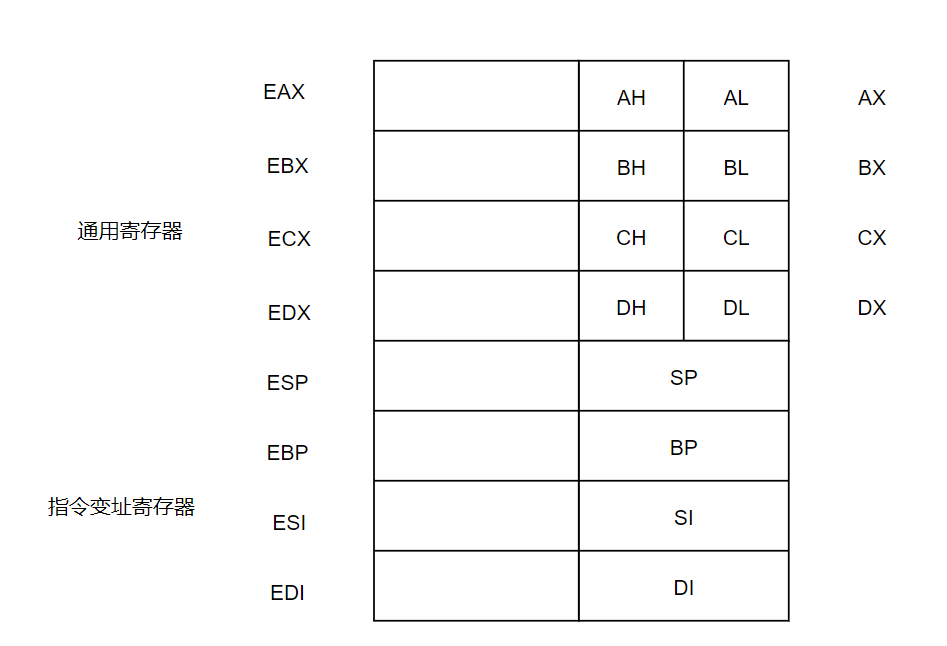 EAX AH AL AX
EBX BH BL BX
通用寄存器
ECX CH CL CX
EDX DH DL DX
ESP SP
EBP BP
指令变址寄存器
ESI SI
EDI DI